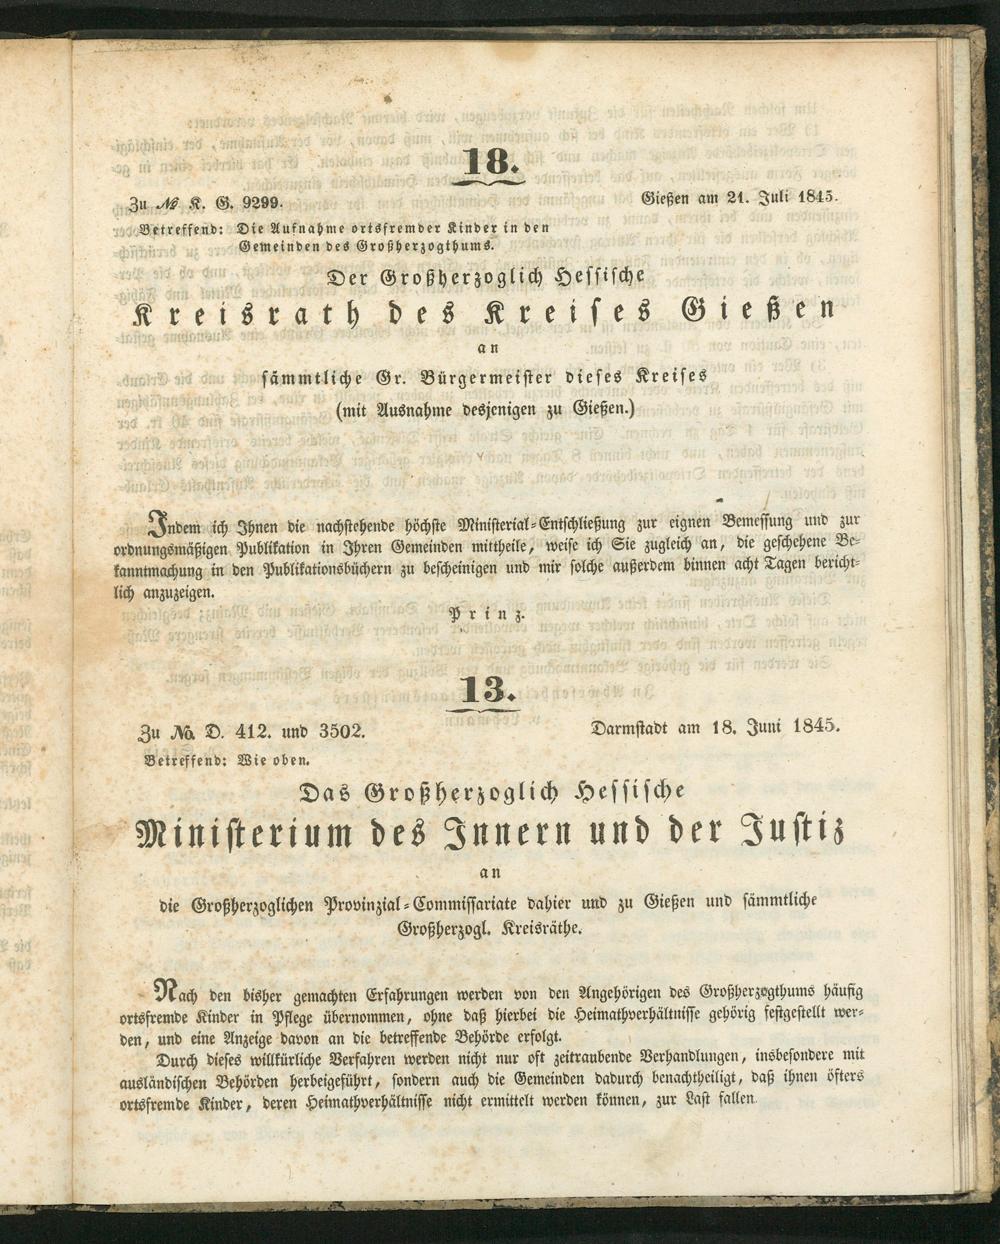 18.
Zu № K. G. 9299.
Gießen am 21. Juli 1845.
Betreffend: Die Aufnahme ortsfremder Kinder in den
Gemeinden des Großherzogthums.
Der Großherzoglich Hessische
Kreisrath des Kreises Gießen
an
sämmtliche Gr. Bürgermeister dieses Kreises
(mit Ausnahme desjenigen zu Gießen.)
Indem ich Ihnen die nachstehende höchste Ministerial-Entschließung zur eignen Bemessung und zur
ordnungsmäßigen Publikation in Ihren Gemeinden mittheile, weise ich Sie zugleich an, die geschehene Be-
kanntmachung in den Publikationsbüchern zu bescheinigen und mir solche außerdem binnen acht Tagen bericht-
lich anzuzeigen.
Prinz.
13.
Zu No. D. 412. und 3502.
Darmstadt am 18. Juni 1845.
Betreffend: Wie oben.
Das Großherzoglich Hessische
Ministerium des Innern und der Justiz
an
die Großherzoglichen Provinzial-Commissariate dahier und zu Gießen und sämmtliche
Großherzogl. Kreisräthe.
Nach den bisher gemachten Erfahrungen werden von den Angehörigen des Großherzogthums häufig
ortsfremde Kinder in Pflege übernommen, ohne daß hierbei die Heimathverhältnisse gehörig festgestellt wer-
den, und eine Anzeige davon an die betreffende Behörde erfolgt.
Durch dieses willkürliche Verfahren werden nicht nur oft zeitraubende Verhandlungen, insbesondere mit
ausländischen Behörden herbeigeführt, sondern auch die Gemeinden dadurch benachtheiligt, daß ihnen öfters
ortsfremde Kinder, deren Heimathverhältnisse nicht ermittelt werden können, zur Last fallen